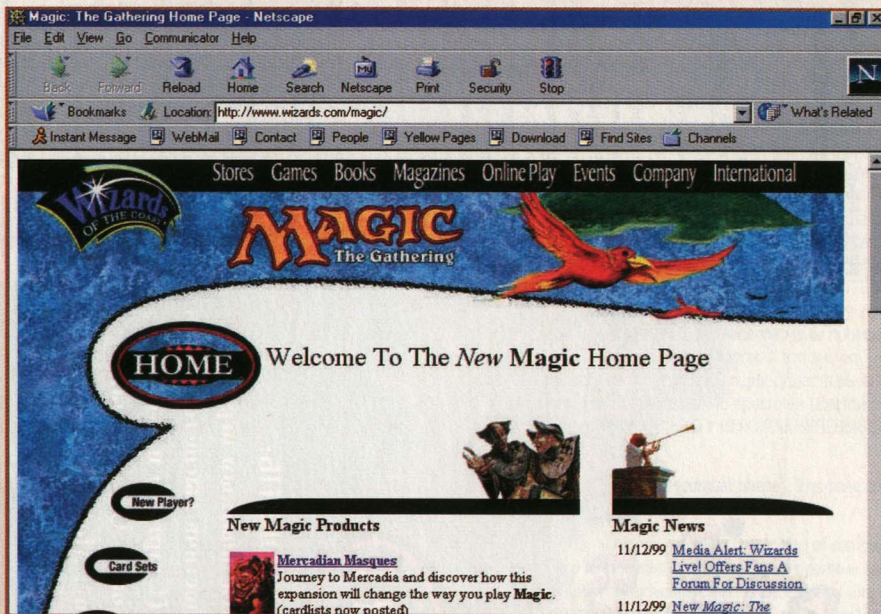 Magic: The Gathering Home Page - Netscape
File Edit View Go Communicator Help
Back Forward Reload Home Search Netscape Print Security Stop
My
N
Bookmarks Location: http://www.wizards.com/magic/ What's Related
Instant Message WebMail Contact People Yellow Pages Download Find Sites Channels
Stores Games Books Magazines Online Play Events Company International
Wizards
OF THE COAST
MAGIC
The Gathering
HOME
Welcome To The New Magic Home Page
New Player?
Card Sets
New Magic Products
Mercadian Masques
Journey to Mercadia and discover how this
expansion will change the way you play Magic.
(cardlists now posted)
Magic News
11/12/99 Media Alert: Wizards
Live! Offers Fans A
Forum For Discussion
11/12/99 New Magic: The